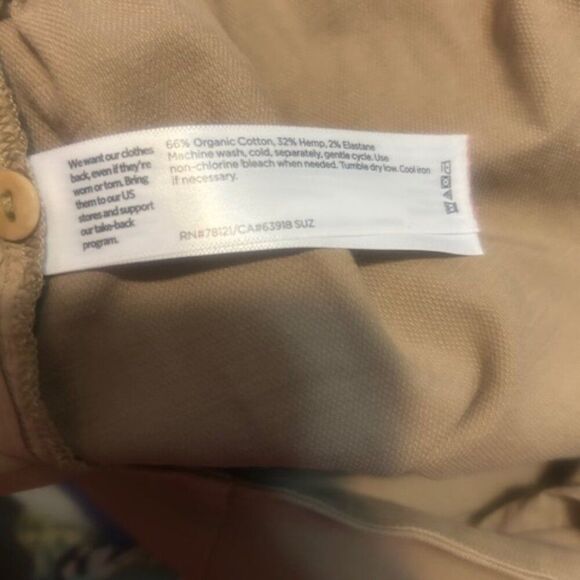 We want our clothes
back, even if they're
worn or torn. Bring
them to our US
stores and support
our take-back
program.
66% Organic Cotton, 32% Hemp, 2% Elastane
Machine wash, cold, separately, gentle cycle. Use
non-chlorine bleach when needed. Tumble dry low. Cool iron
if necessary.
RN#78121/CA#63918 SUZ